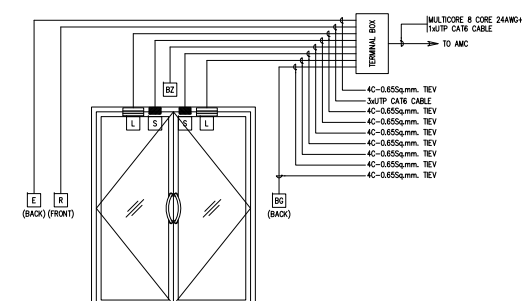 MULTICORE 8 CORE 24AWG+
1xUTP CAT6 CABLE
TO AMC
TERMINAL BOX
BZ
4C-0.65Sq.mm. TIEV
3xUTP CAT6 CABLE
4C-0.65Sq.mm. TIEV
4C-0.65Sq.mm. TIEV
4C-0.65Sq.mm. TIEV
4C-0.65Sq.mm. TIEV
4C-0.65Sq.mm. TIEV
4C-0.65Sq.mm. TIEV
4C-0.65Sq.mm. TIEV
L S S L
E R BG
(BACK) (FRONT) (BACK)